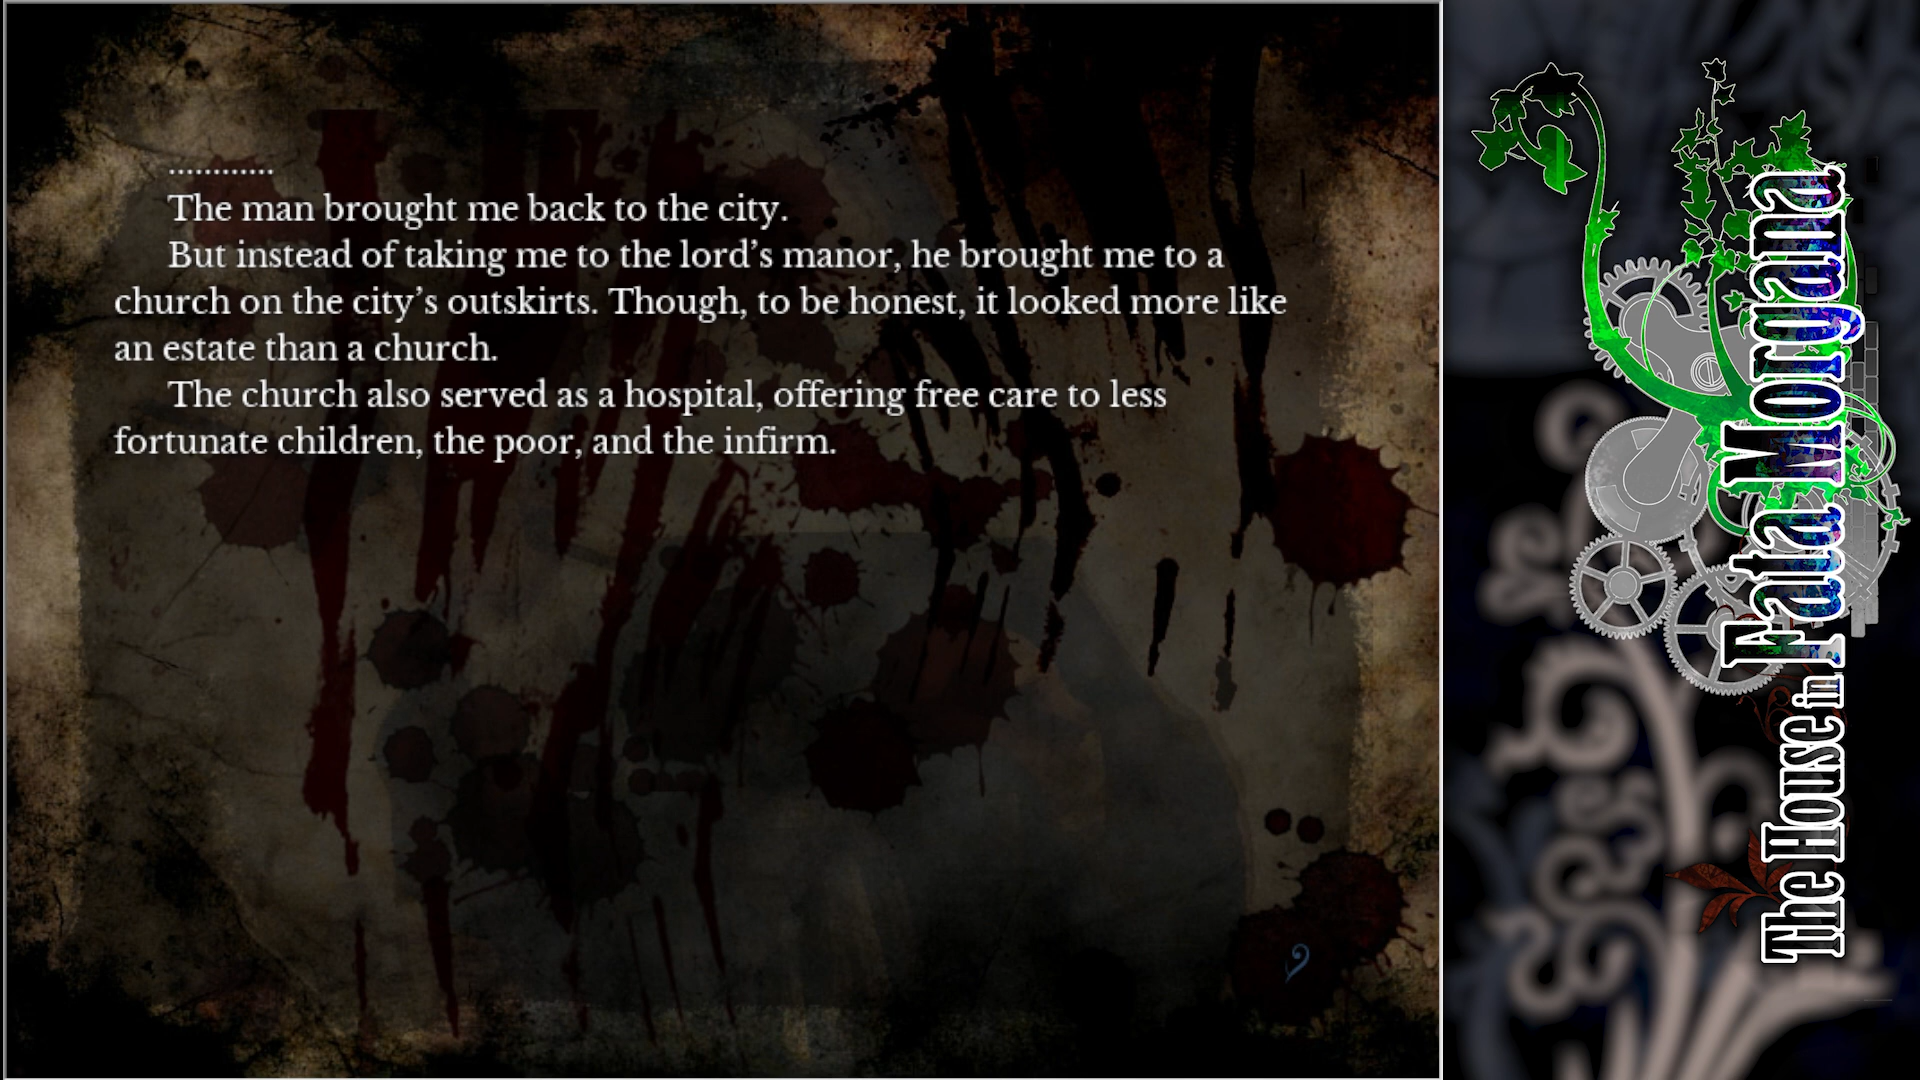 ............
The man brought me back to the city.
But instead of taking me to the lord’s manor, he brought me to a
church on the city’s outskirts. Though, to be honest, it looked more like
an estate than a church.
The church also served as a hospital, offering free care to less
fortunate children, the poor, and the infirm.
The House in Fata Morgana